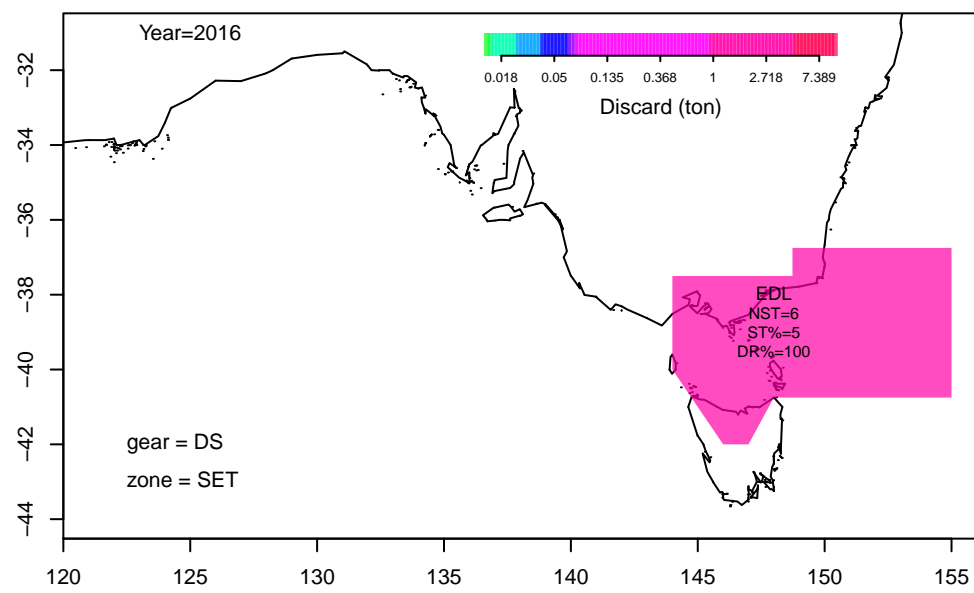 Year=2016
0.018 0.05 0.135 0.368 1 2.718 7.389
Discard (ton)
−32
−34
−36
−38
−40
−42
−44
EDL
NST=6
ST%=5
DR%=100
gear = DS
zone = SET
120 125 130 135 140 145 150 155